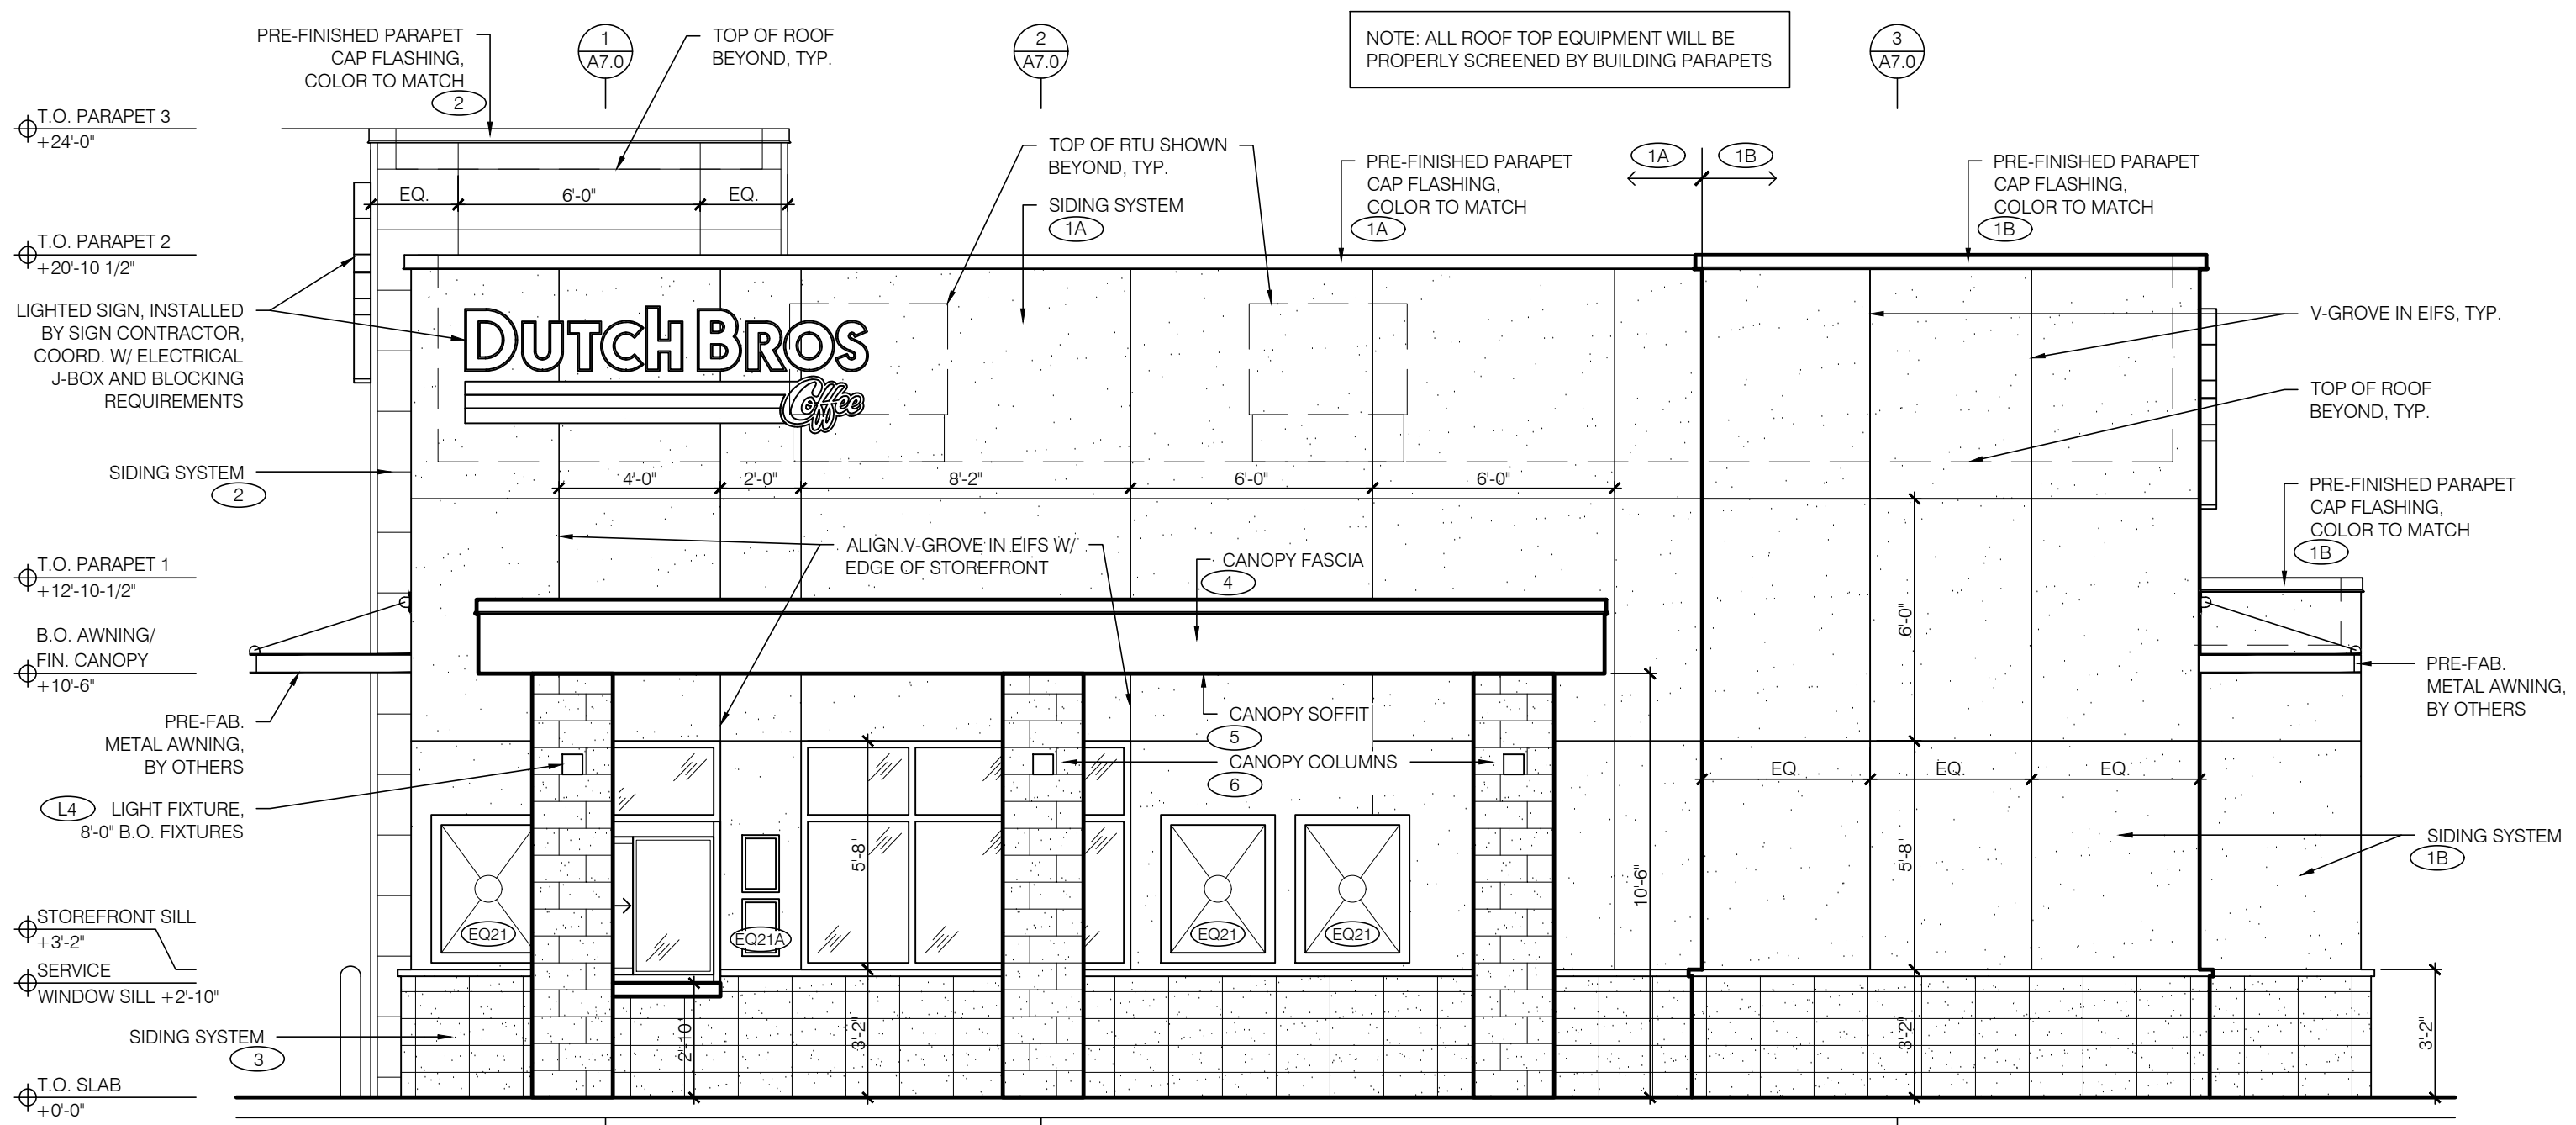 PRE-FINISHED PARAPET
CAP FLASHING,
COLOR TO MATCH
2
1
A7.0
TOP OF ROOF
BEYOND, TYP.
2
A7.0
NOTE: ALL ROOF TOP EQUIPMENT WILL BE
PROPERLY SCREENED BY BUILDING PARAPETS
3
A7.0
T.O. PARAPET 3
+24'-0"
EQ.
6'-0"
EQ.
TOP OF RTU SHOWN
BEYOND, TYP.
SIDING SYSTEM
1A
PRE-FINISHED PARAPET
CAP FLASHING,
COLOR TO MATCH
1A
1A
1B
PRE-FINISHED PARAPET
CAP FLASHING,
COLOR TO MATCH
1B
T.O. PARAPET 2
+20'-10 1/2"
LIGHTED SIGN, INSTALLED
BY SIGN CONTRACTOR,
COORD. W/ ELECTRICAL
J-BOX AND BLOCKING
REQUIREMENTS
DUTCH BROS
Coffee
V-GROVE IN EIFS, TYP.
TOP OF ROOF
BEYOND, TYP.
SIDING SYSTEM
2
4'-0"
2'-0"
8'-2"
6'-0"
6'-0"
PRE-FINISHED PARAPET
CAP FLASHING,
COLOR TO MATCH
1B
T.O. PARAPET 1
+12'-10-1/2"
ALIGN V-GROVE IN EIFS W/
EDGE OF STOREFRONT
CANOPY FASCIA
4
6'-0"
B.O. AWNING/
FIN. CANOPY
+10'-6"
PRE-FAB.
METAL AWNING,
BY OTHERS
PRE-FAB.
METAL AWNING,
BY OTHERS
CANOPY SOFFIT
5
CANOPY COLUMNS
6
EQ.
EQ.
EQ.
L4
LIGHT FIXTURE,
8'-0" B.O. FIXTURES
5'-8"
10'-6"
5'-8"
SIDING SYSTEM
1B
EQ21
EQ21A
EQ21
EQ21
STOREFRONT SILL
+3'-2"
SERVICE
WINDOW SILL +2'-10"
SIDING SYSTEM
3
2'-10"
3'-2"
3'-2"
3'-2"
T.O. SLAB
+0'-0"